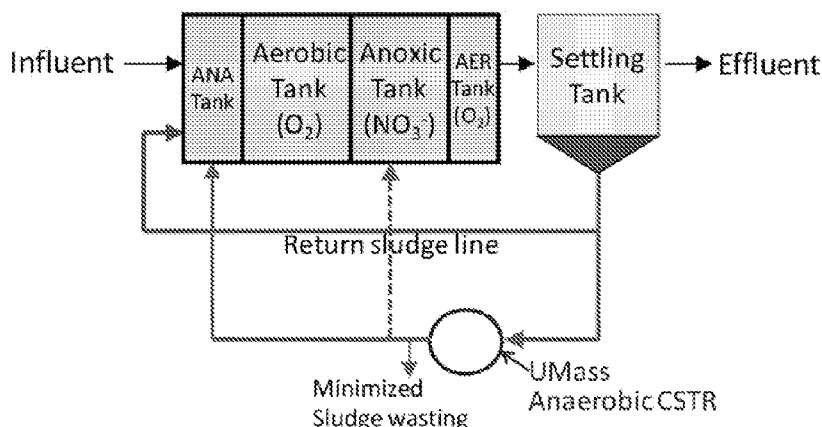 Influent
ANA
Tank
Aerobic
Tank
(O₂)
Anoxic
Tank
(NO₃⁻)
AER
Tank
(O₂)
Settling
Tank
Effluent
Return sludge line
Minimized
Sludge wasting
UMass
Anaerobic CSTR